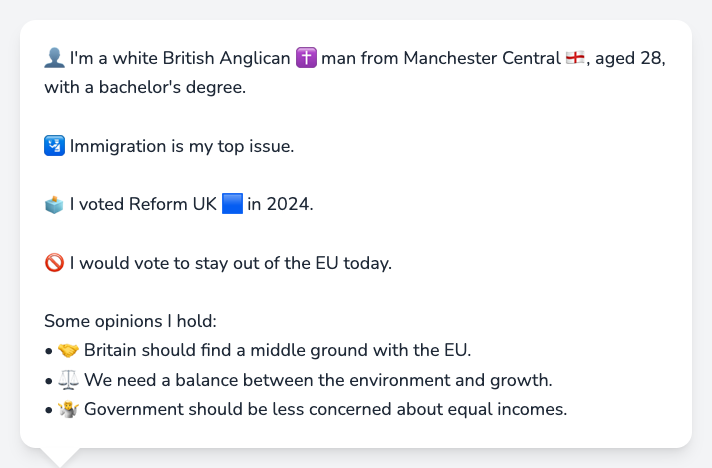 👤 I'm a white British Anglican ✝️ man from Manchester Central 🏴󠁧󠁢󠁥󠁮󠁧󠁿, aged 28,
with a bachelor's degree.
🛂 Immigration is my top issue.
🗳️ I voted Reform UK 🟦 in 2024.
🚫 I would vote to stay out of the EU today.
Some opinions I hold:
• 🤝 Britain should find a middle ground with the EU.
• ⚖️ We need a balance between the environment and growth.
• 🤷 Government should be less concerned about equal incomes.